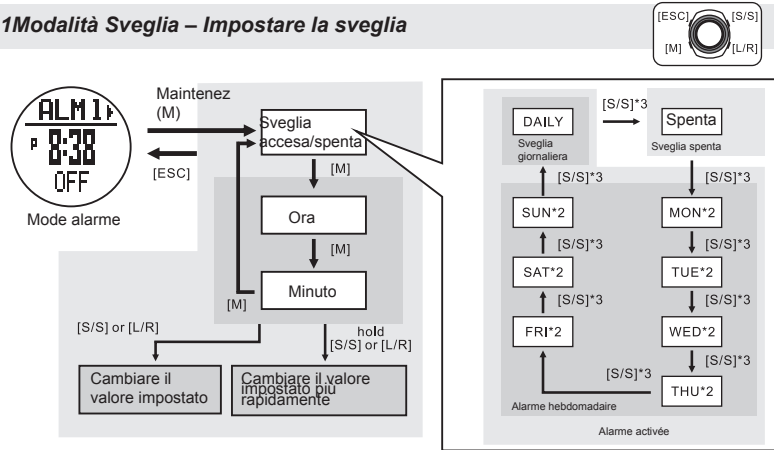 1Modalità Sveglia – Impostare la sveglia
[ESC] [S/S]
[M] [L/R]
ALM 1
P 8:38
OFF
Mode alarme
Maintenez
(M)
[ESC]
Sveglia
accesa/spenta
[M]
Ora
[M]
Minuto
[M]
[S/S] or [L/R]
hold
[S/S] or [L/R]
Cambiare il
valore impostato
Cambiare il valore
impostato più
rapidamente
DAILY
Sveglia
giornaliera
[S/S]*3
Spenta
Sveglia spenta
[S/S]*3
[S/S]*3
SUN*2
MON*2
[S/S]*3
[S/S]*3
SAT*2
TUE*2
[S/S]*3
[S/S]*3
FRI*2
WED*2
[S/S]*3
[S/S]*3
THU*2
Alarme hebdomadaire
Alarme activée